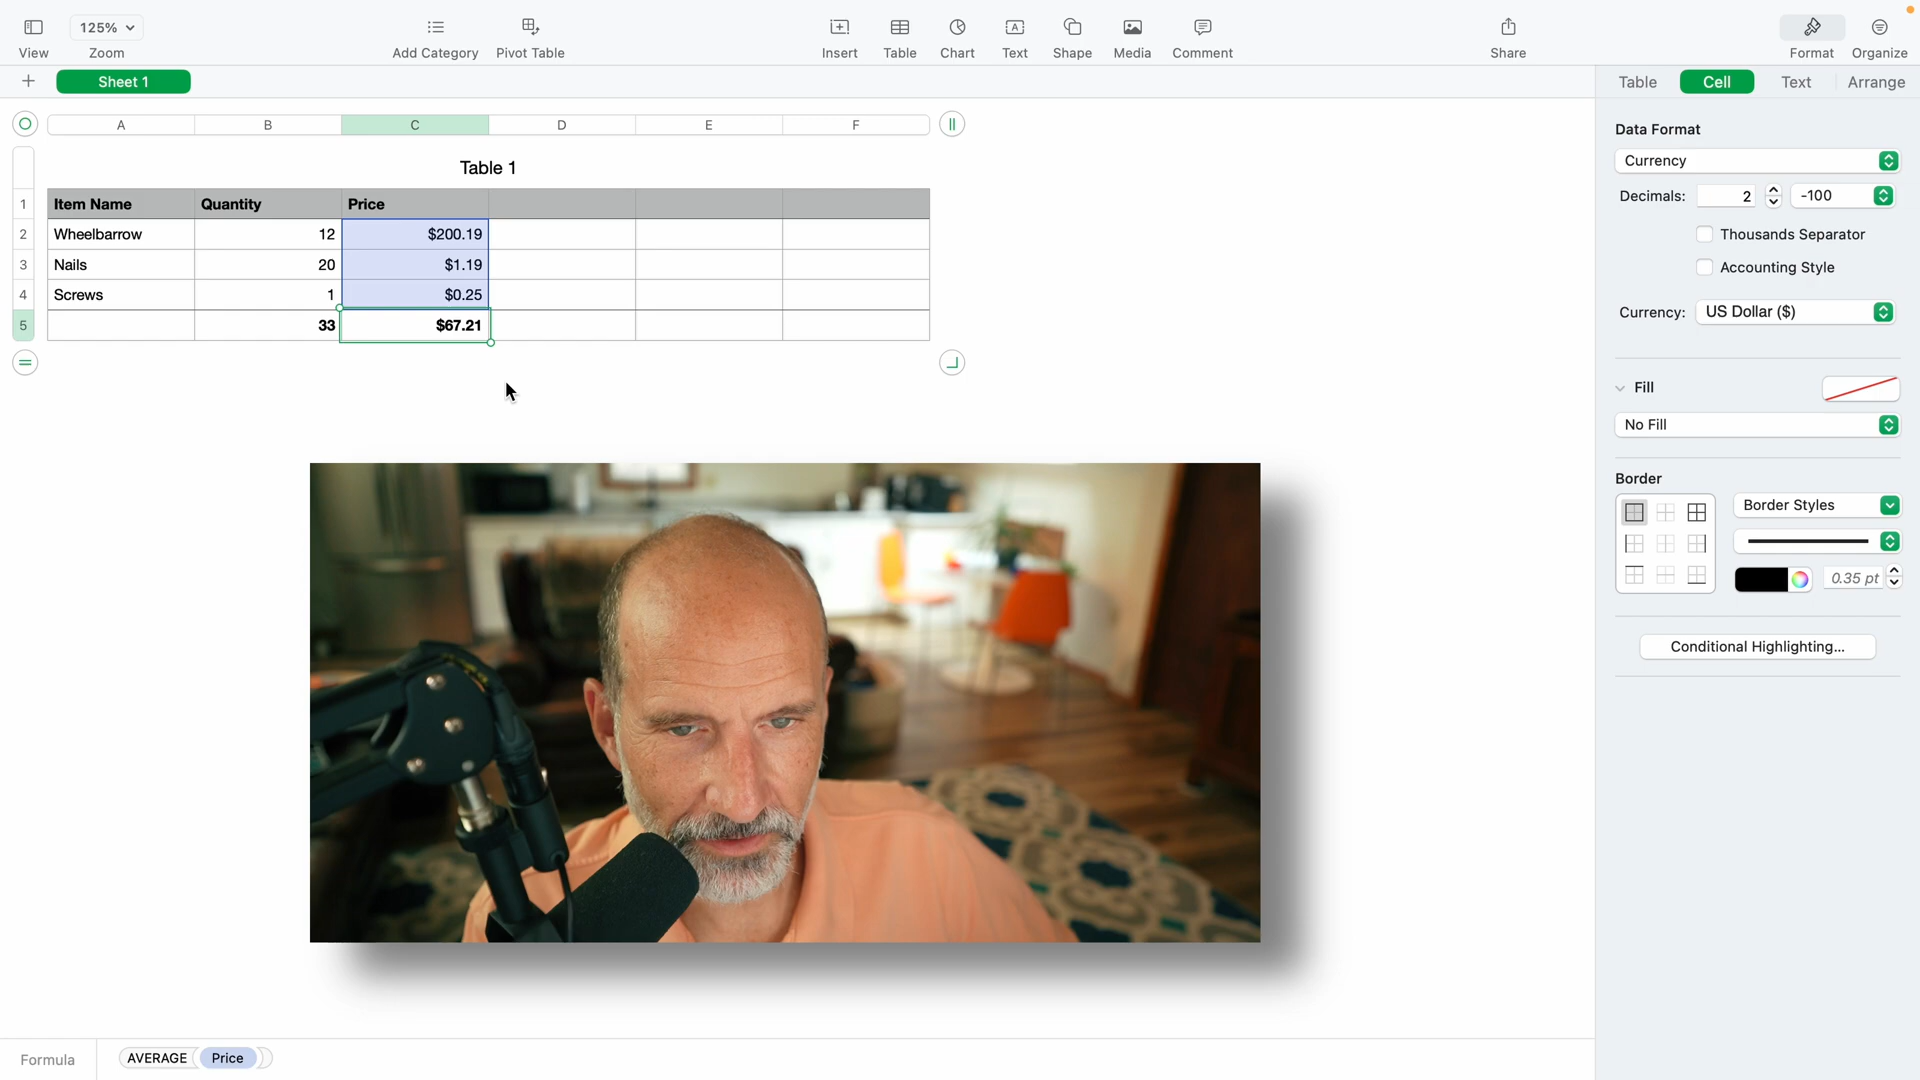 View
125%
Zoom
Add Category
Pivot Table
Insert
Table
Chart
Text
Shape
Media
Comment
Share
Format
Organize
Sheet 1
Table
Cell
Text
Arrange
A B C D E F
Table 1
1 Item Name Quantity Price
2 Wheelbarrow 12 $200.19
3 Nails 20 $1.19
4 Screws 1 $0.25
5 33 $67.21
Data Format
Currency
Decimals: 2 -100
Thousands Separator
Accounting Style
Currency: US Dollar ($)
Fill
No Fill
Border
Border Styles
0.35 pt
Conditional Highlighting...
Formula AVERAGE Price